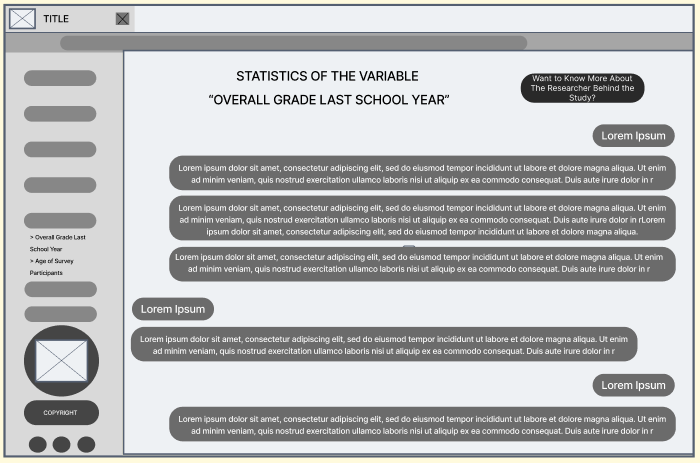 TITLE
STATISTICS OF THE VARIABLE
“OVERALL GRADE LAST SCHOOL YEAR”
Want to Know More About
The Researcher Behind the
Study?
Lorem Ipsum
Lorem ipsum dolor sit amet, consectetur adipiscing elit, sed do eiusmod tempor incididunt ut labore et dolore magna aliqua. Ut enim
ad minim veniam, quis nostrud exercitation ullamco laboris nisi ut aliquip ex ea commodo consequat. Duis aute irure dolor in r
Lorem ipsum dolor sit amet, consectetur adipiscing elit, sed do eiusmod tempor incididunt ut labore et dolore magna aliqua. Ut enim
ad minim veniam, quis nostrud exercitation ullamco laboris nisi ut aliquip ex ea commodo consequat. Duis aute irure dolor in rLorem
ipsum dolor sit amet, consectetur adipiscing elit, sed do eiusmod tempor incididunt ut labore et dolore magna aliqua.
Lorem ipsum dolor sit amet, consectetur adipiscing elit, sed do eiusmod tempor incididunt ut labore et dolore magna aliqua. Ut enim
ad minim veniam, quis nostrud exercitation ullamco laboris nisi ut aliquip ex ea commodo consequat. Duis aute irure dolor in r
> Overall Grade Last
School Year
> Age of Survey
Participants
Lorem Ipsum
Lorem ipsum dolor sit amet, consectetur adipiscing elit, sed do eiusmod tempor incididunt ut labore et dolore magna aliqua. Ut enim
ad minim veniam, quis nostrud exercitation ullamco laboris nisi ut aliquip ex ea commodo consequat. Duis aute irure dolor in r
Lorem Ipsum
Lorem ipsum dolor sit amet, consectetur adipiscing elit, sed do eiusmod tempor incididunt ut labore et dolore magna aliqua. Ut enim
ad minim veniam, quis nostrud exercitation ullamco laboris nisi ut aliquip ex ea commodo consequat. Duis aute irure dolor in r
COPYRIGHT